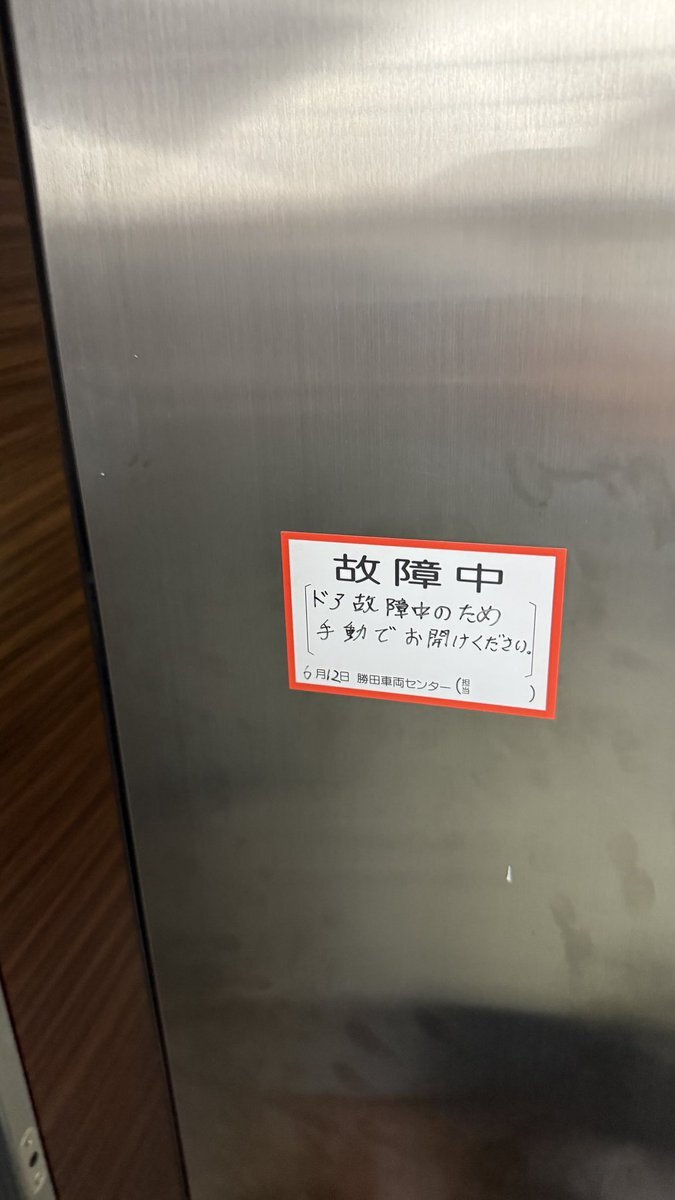 故障中
ドア故障中のため
手動でお開けください。
6月12日 勝田車両センター(担当 )